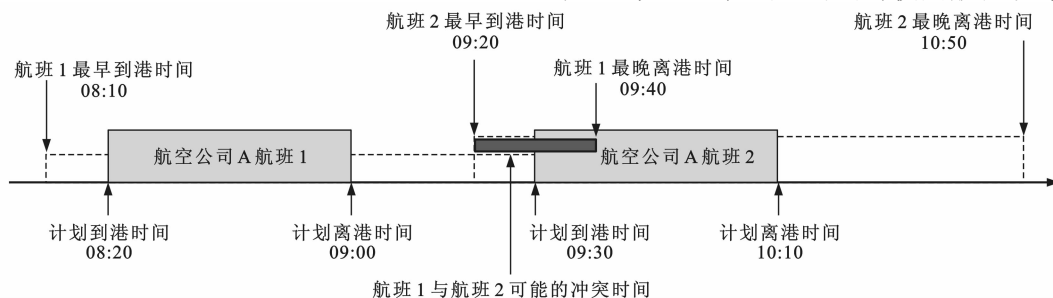 航班2最早到港时间
09:20
航班2最晚离港时间
10:50
航班1最早到港时间
08:10
航班1最晚离港时间
09:40
航空公司A航班1
航空公司A航班2
计划到港时间
08:20
计划离港时间
09:00
计划到港时间
09:30
计划离港时间
10:10
航班1与航班2可能的冲突时间